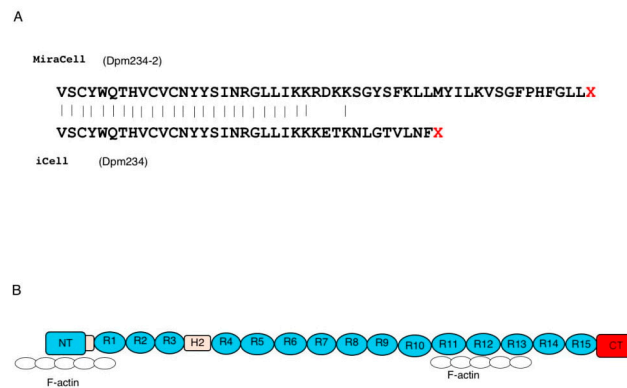 A
MiraCell (Dpm234-2)
VSCYWQTHVCVCNYYSINRGLLIKKRDKKSGYSFKLLMYILKVSGFPHFGLLX
VSCYWQTHVCVCNYYSINRGLLIKKKETKNLGTVLNFX
iCell (Dpm234)
B
NT R1 R2 R3 H2 R4 R5 R6 R7 R8 R9 R10 R11 R12 R13 R14 R15 CT
F-actin F-actin